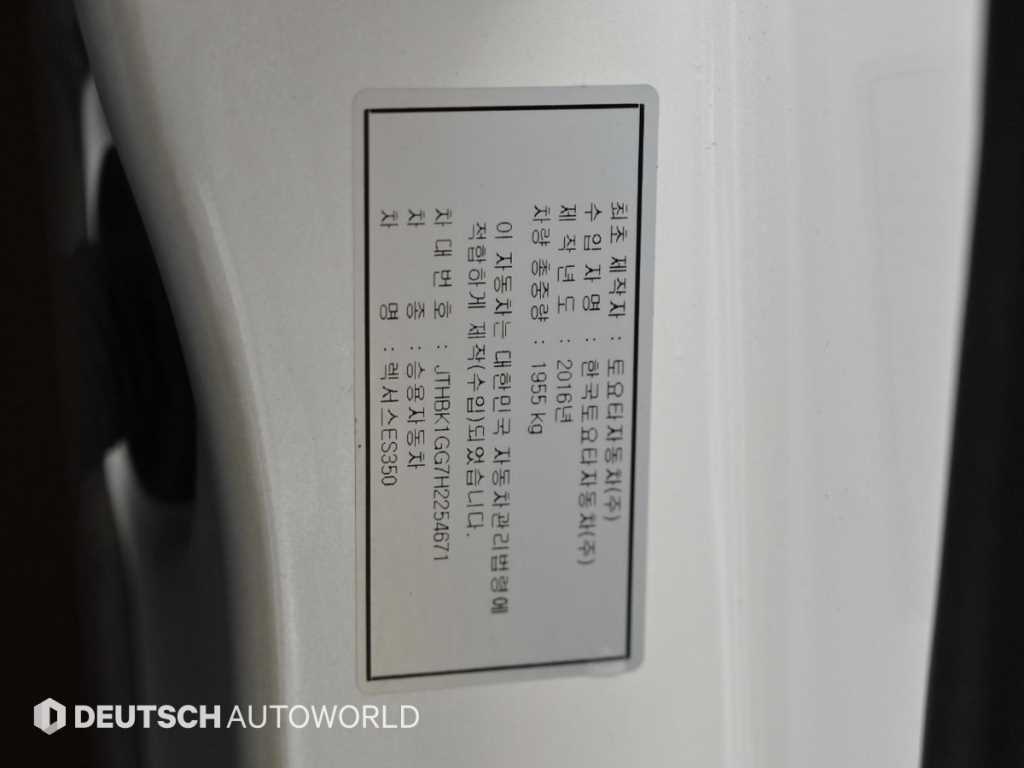 최초 제작자 : 토요타자동차(주)
수입 자명 : 한국토요타자동차(주)
제 작년 도 : 2016년
차량 총중량 : 1955 kg
이 자동차는 대한민국 자동차관리법령에
적합하게 제작(수입)되었습니다.
차 대 번 호 : JTHBK1GG7H2254671
차 종 : 승용자동차
차 명 : 렉서스ES350
DEUTSCH AUTOWORLD